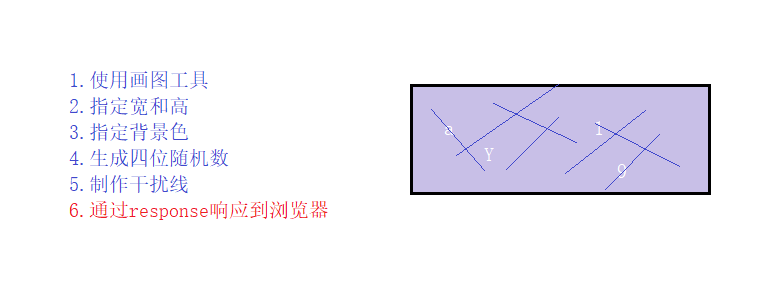 1.使用画图工具
2.指定宽和高
3.指定背景色
4.生成四位随机数
5.制作干扰线
6.通过response响应到浏览器
a
Y
1
9